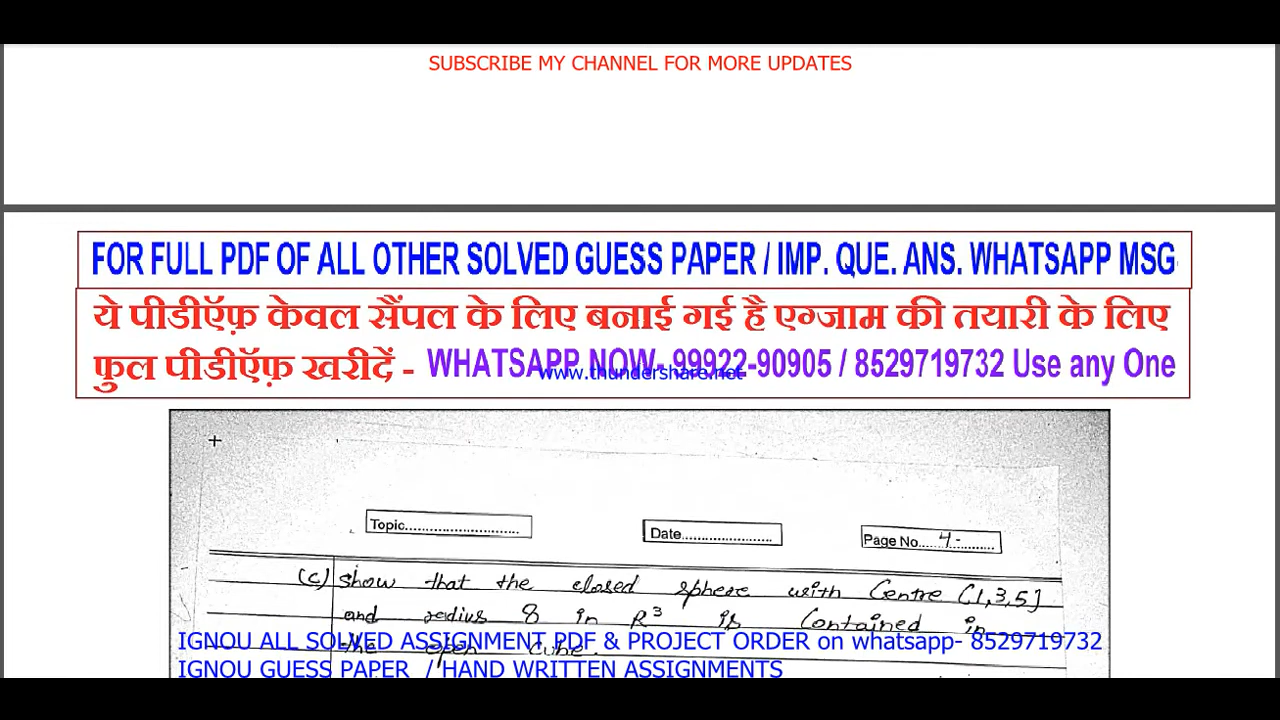 SUBSCRIBE MY CHANNEL FOR MORE UPDATES
FOR FULL PDF OF ALL OTHER SOLVED GUESS PAPER / IMP. QUE. ANS. WHATSAPP MSG
ये पीडीऍफ़ केवल सैंपल के लिए बनाई गई है एग्जाम की तयारी के लिए
फुल पीडीऍफ़ खरीदें - WHATSAPP NOW- 99922-90905 / 8529719732 Use any One
www.thundershare.net
Topic............................... Date............................ Page No.....4-..........
(c) show that the closed sphere with Centre (1,3,5]
and radius 8 in R³ is Contained in
IGNOU ALL SOLVED ASSIGNMENT PDF & PROJECT ORDER on whatsapp- 8529719732
the open Cube.
IGNOU GUESS PAPER / HAND WRITTEN ASSIGNMENTS